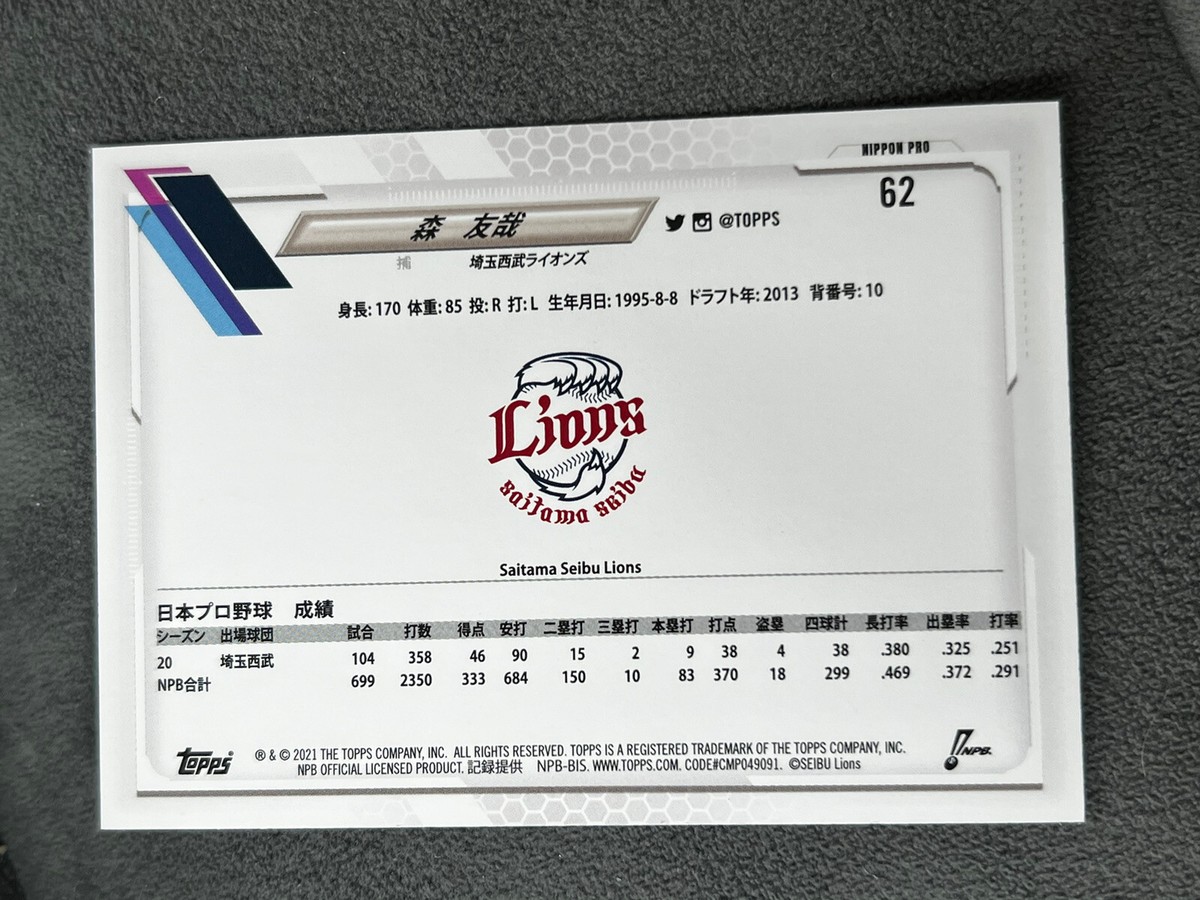 NIPPON PRO
62
森 友哉 @TOPPS
捕 埼玉西武ライオンズ
身長: 170 体重: 85 投: R 打: L 生年月日: 1995-8-8 ドラフト年: 2013 背番号: 10
Lions
saitama seibu
Saitama Seibu Lions
日本プロ野球 成績
シーズン 出場球団 試合 打数 得点 安打 二塁打 三塁打 本塁打 打点 盗塁 四球計 長打率 出塁率 打率
20 埼玉西武 104 358 46 90 15 2 9 38 4 38 .380 .325 .251
NPB合計 699 2350 333 684 150 10 83 370 18 299 .469 .372 .291
TOPPS ® & © 2021 THE TOPPS COMPANY, INC. ALL RIGHTS RESERVED. TOPPS IS A REGISTERED TRADEMARK OF THE TOPPS COMPANY, INC. NPB.
NPB OFFICIAL LICENSED PRODUCT. 記録提供 NPB-BIS. WWW.TOPPS.COM. CODE#CMP049091. ©SEIBU Lions